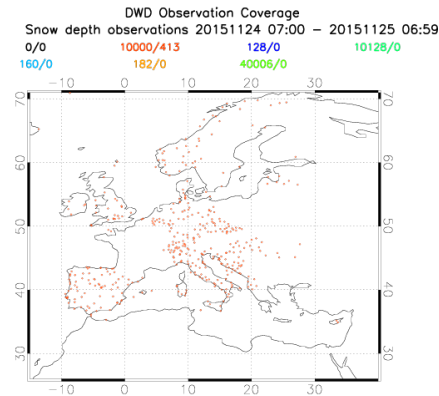 DWD Observation Coverage
Snow depth observations 20151124 07:00 − 20151125 06:59
0/0 10000/413 128/0 10128/0
160/0 182/0 40006/0
−10 0 10 20 30
70 70
60 60
50 50
40 40
30 30
−10 0 10 20 30